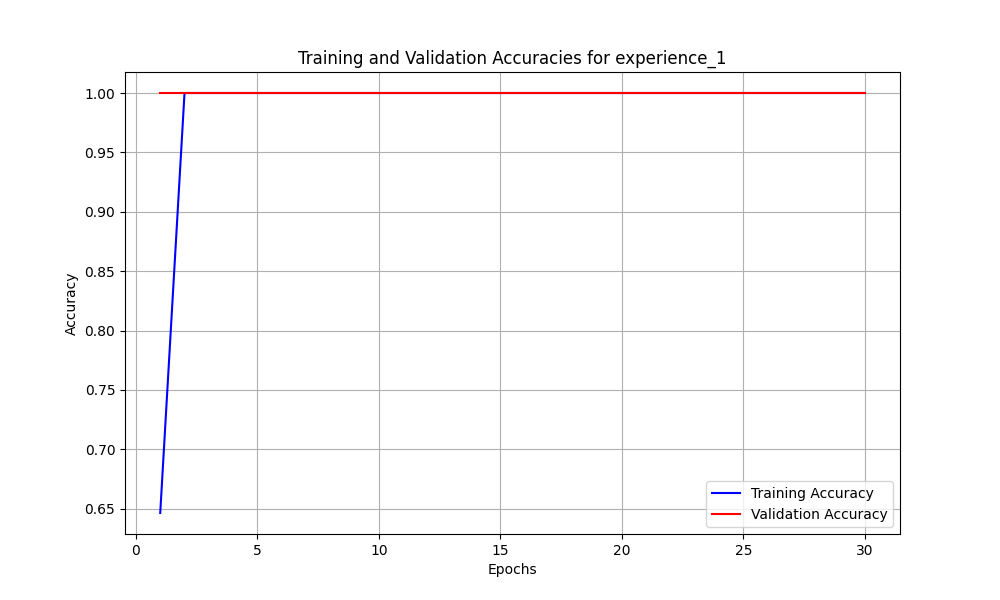 Training and Validation Accuracies for experience_1
1.00
0.95
0.90
0.85
0.80
0.75
0.70
0.65
Accuracy
Training Accuracy
Validation Accuracy
0 5 10 15 20 25 30
Epochs